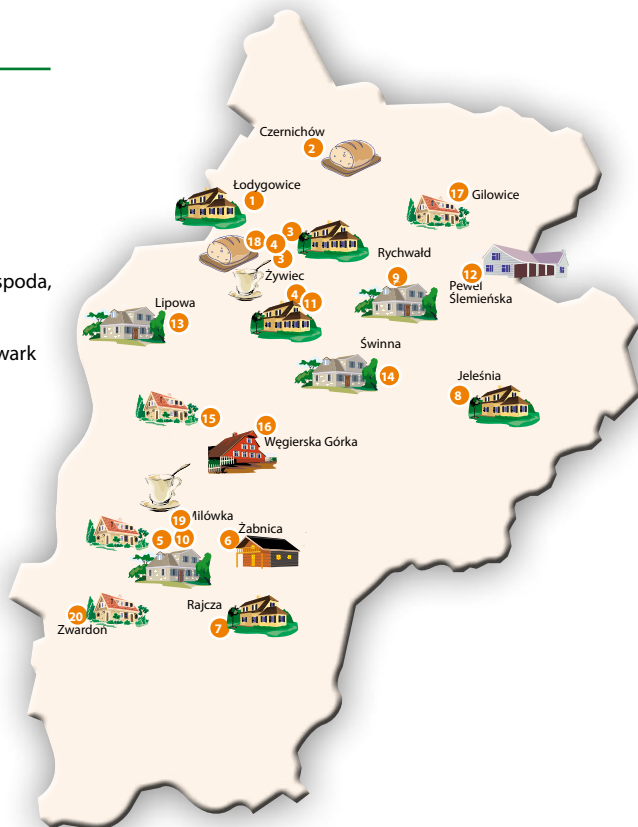 Czernichów
2
Łodygowice
1
17 Gilowice
18 4 3
3
Rychwałd
9
12
Pewel
Ślemieńska
spoda,
Żywiec
4 11
Lipowa
13
wark
Świnna
14
Jeleśnia
8
15
16
Węgierska Górka
19 Milówka
5 10
6 Żabnica
20
Zwardoń
Rajcza
7